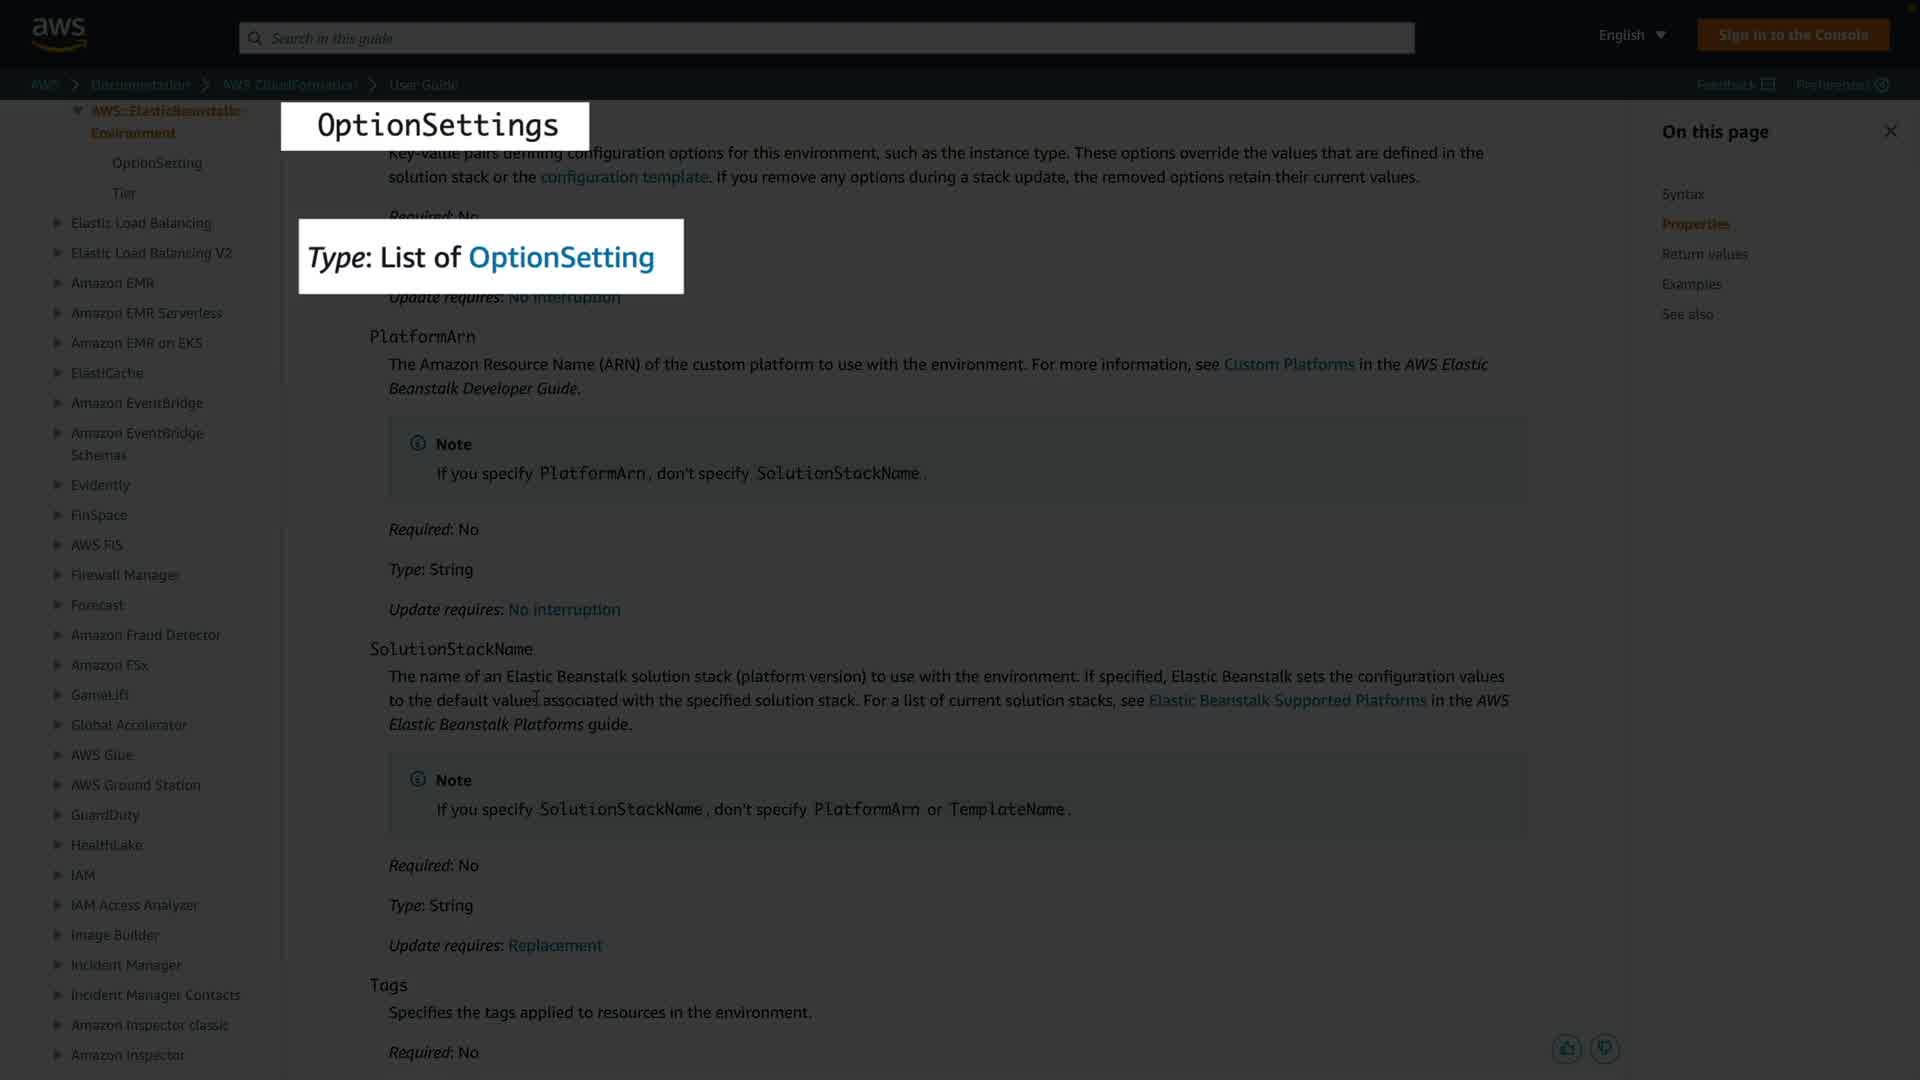 aws
Search in this guide
English
Sign In to the Console
AWS
Documentation
AWS CloudFormation
User Guide
Feedback
Preferences
AWS::ElasticBeanstalk::
Environment
OptionSetting
Tier
Elastic Load Balancing
Elastic Load Balancing V2
Amazon EMR
Amazon EMR Serverless
Amazon EMR on EKS
ElastiCache
Amazon EventBridge
Amazon EventBridge
Schemas
Evidently
FinSpace
AWS FIS
Firewall Manager
Forecast
Amazon Fraud Detector
Amazon FSx
GameLift
Global Accelerator
AWS Glue
AWS Ground Station
GuardDuty
HealthLake
IAM
IAM Access Analyzer
Image Builder
Incident Manager
Incident Manager Contacts
Amazon Inspector classic
Amazon Inspector
OptionSettings
Key-value pairs defining configuration options for this environment, such as the instance type. These options override the values that are defined in the
solution stack or the configuration template. If you remove any options during a stack update, the removed options retain their current values.
Required: No
Type: List of OptionSetting
Update requires: No interruption
PlatformArn
The Amazon Resource Name (ARN) of the custom platform to use with the environment. For more information, see Custom Platforms in the AWS Elastic
Beanstalk Developer Guide.
Note
If you specify PlatformArn, don't specify SolutionStackName.
Required: No
Type: String
Update requires: No interruption
SolutionStackName
The name of an Elastic Beanstalk solution stack (platform version) to use with the environment. If specified, Elastic Beanstalk sets the configuration values
to the default values associated with the specified solution stack. For a list of current solution stacks, see Elastic Beanstalk Supported Platforms in the AWS
Elastic Beanstalk Platforms guide.
Note
If you specify SolutionStackName, don't specify PlatformArn or TemplateName.
Required: No
Type: String
Update requires: Replacement
Tags
Specifies the tags applied to resources in the environment.
Required: No
On this page
Syntax
Properties
Return values
Examples
See also